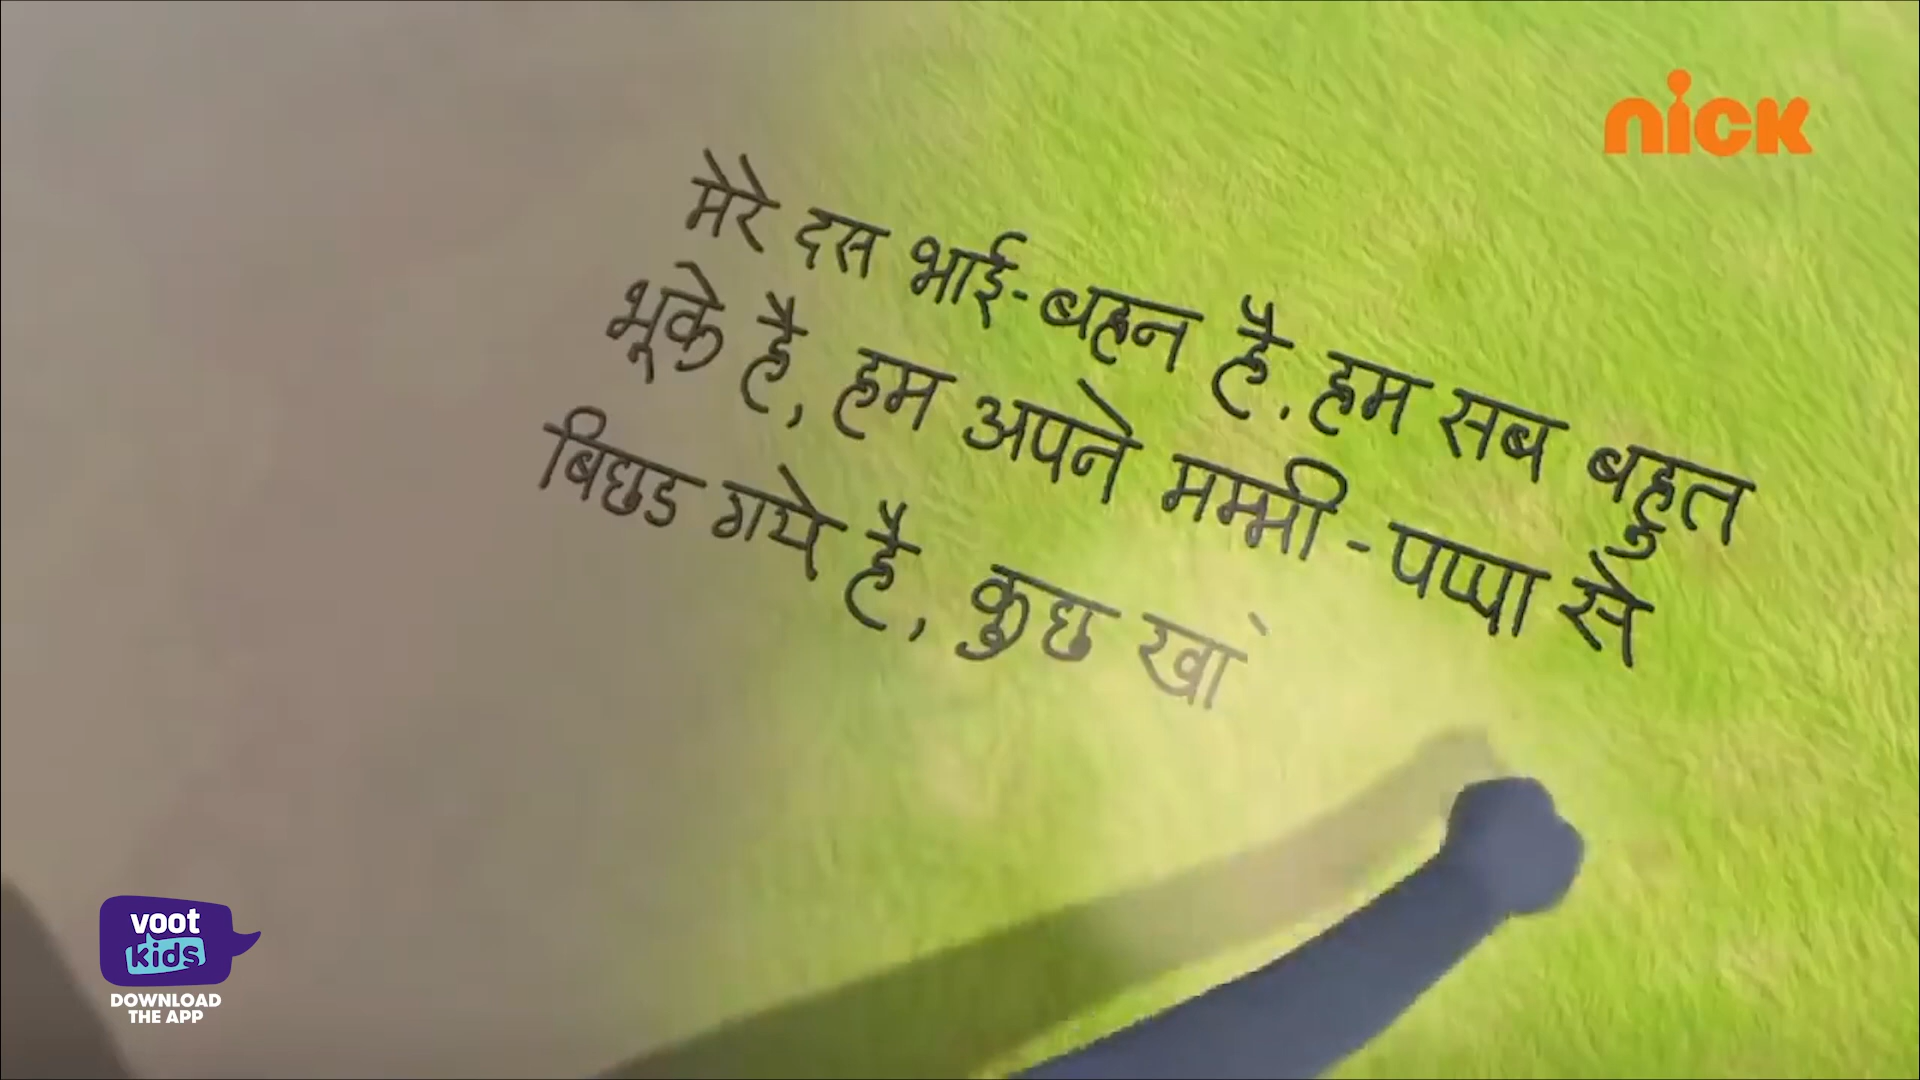 nick
मेरे दस भाई-बहन है. हम सब बहुत
भूके है, हम अपने मम्मी-पप्पा से
बिछड गये है, कुछ खा
voot
kids
DOWNLOAD
THE APP